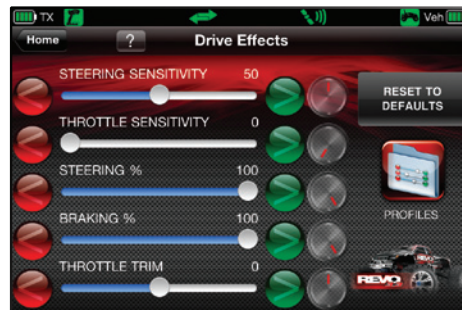 TX
Veh
Home
?
Drive Effects
STEERING SENSITIVITY 50
THROTTLE SENSITIVITY 0
STEERING % 100
BRAKING % 100
THROTTLE TRIM 0
RESET TO
DEFAULTS
PROFILES
REVO